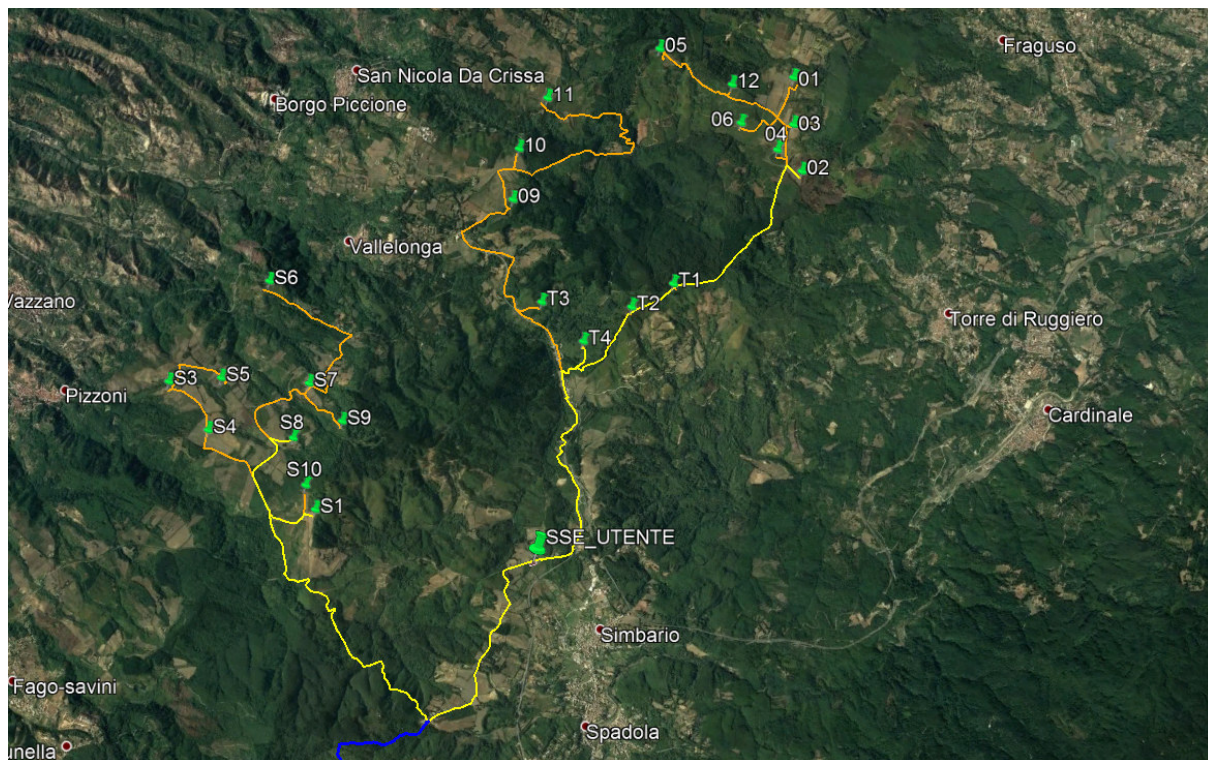 05
Fraguso
San Nicola Da Crissa
12
01
11
Borgo Piccione
06
03
04
10
02
09
Vallelonga
S6
T1
T3
T2
Vazzano
Torre di Ruggiero
T4
S3
S5
S7
Pizzoni
S9
Cardinale
S4
S8
S10
S1
SSE_UTENTE
Simbario
Fago-savini
Spadola
unella